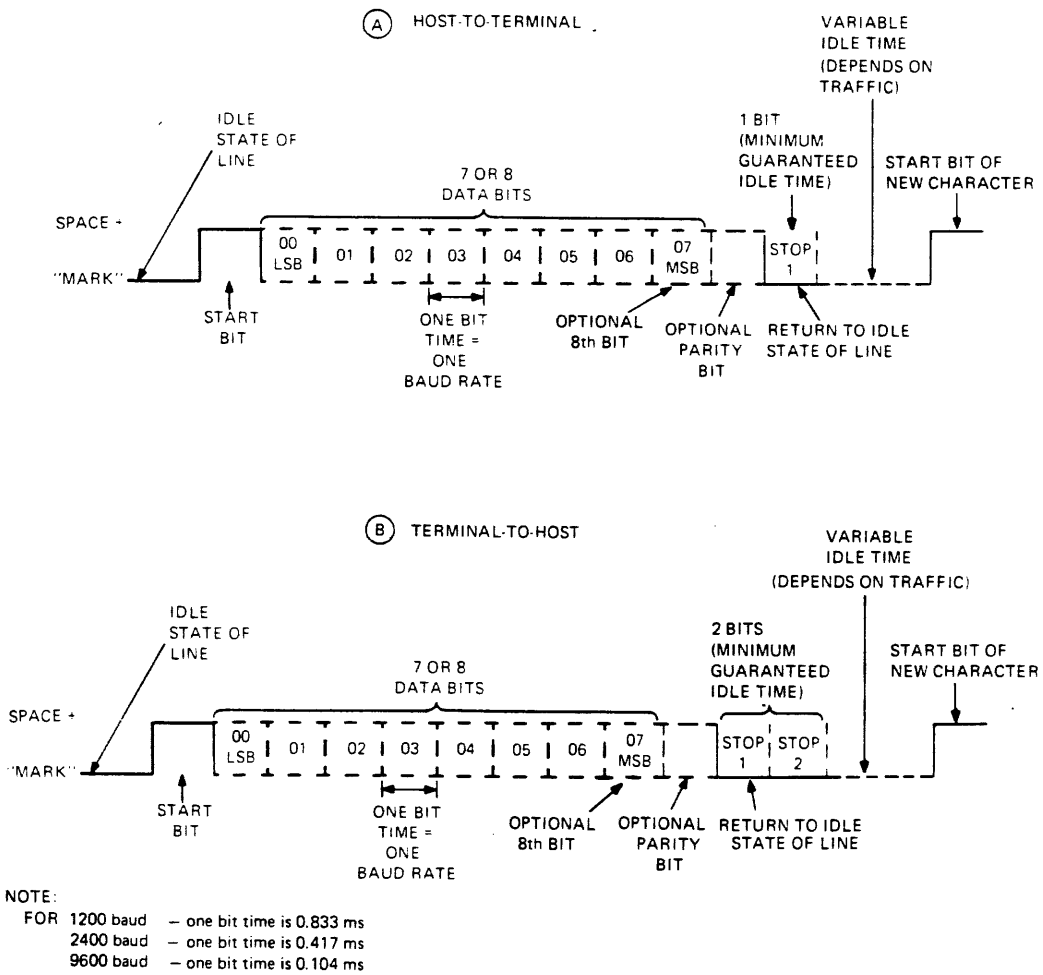 A HOST-TO-TERMINAL
VARIABLE
IDLE TIME
(DEPENDS ON
TRAFFIC)
IDLE
STATE OF
LINE
1 BIT
(MINIMUM
GUARANTEED
IDLE TIME)
START BIT OF
NEW CHARACTER
7 OR 8
DATA BITS
SPACE +
"MARK"
00
LSB
01
02
03
04
05
06
07
MSB
STOP
1
START
BIT
ONE BIT
TIME =
ONE
BAUD RATE
OPTIONAL
8th BIT
OPTIONAL
PARITY
BIT
RETURN TO IDLE
STATE OF LINE
B TERMINAL-TO-HOST
VARIABLE
IDLE TIME
(DEPENDS ON TRAFFIC)
IDLE
STATE OF
LINE
2 BITS
(MINIMUM
GUARANTEED
IDLE TIME)
START BIT OF
NEW CHARACTER
7 OR 8
DATA BITS
SPACE +
"MARK"
00
LSB
01
02
03
04
05
06
07
MSB
STOP
1
STOP
2
START
BIT
ONE BIT
TIME =
ONE
BAUD RATE
OPTIONAL
8th BIT
OPTIONAL
PARITY
BIT
RETURN TO IDLE
STATE OF LINE
NOTE:
FOR 1200 baud – one bit time is 0.833 ms
2400 baud – one bit time is 0.417 ms
9600 baud – one bit time is 0.104 ms